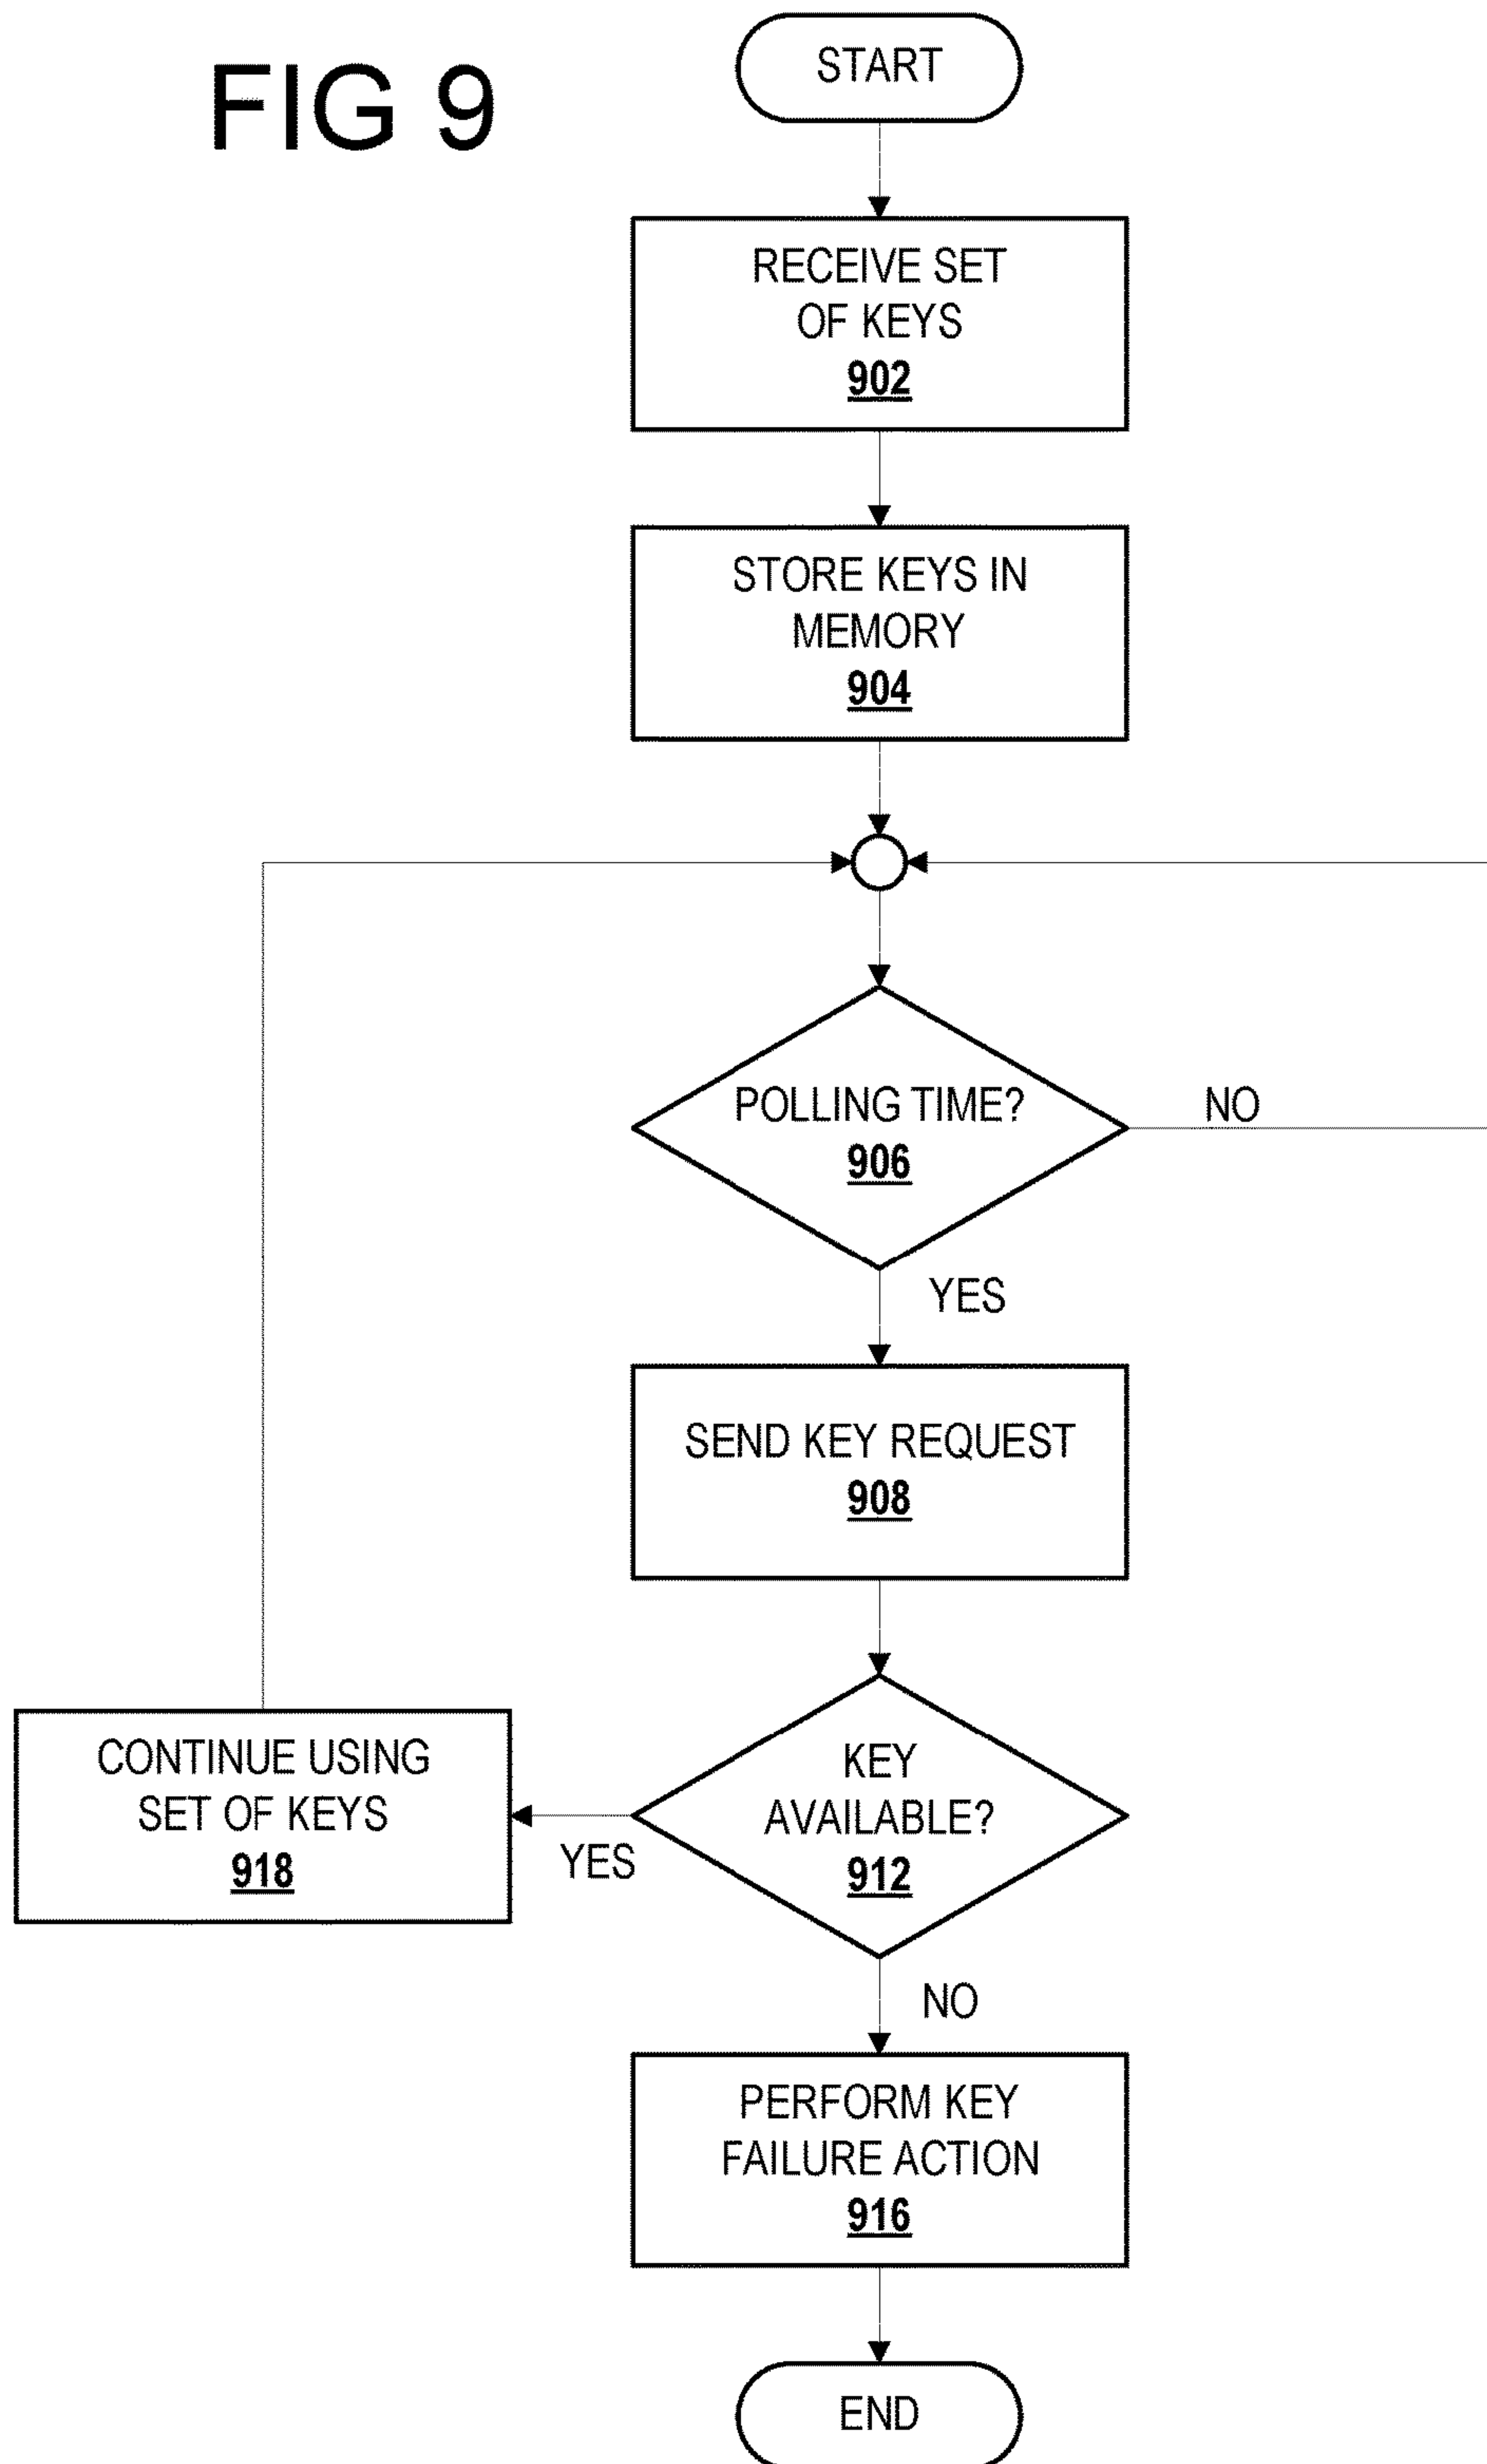 FIG 9
START
RECEIVE SET
OF KEYS
902
STORE KEYS IN
MEMORY
904
POLLING TIME?
906
NO
YES
SEND KEY REQUEST
908
KEY
AVAILABLE?
912
YES
CONTINUE USING
SET OF KEYS
918
NO
PERFORM KEY
FAILURE ACTION
916
END